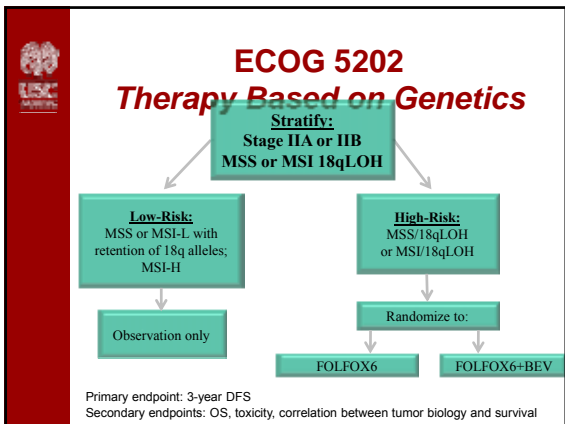 ECOG 5202
Therapy Based on Genetics
Stratify:
Stage IIA or IIB
MSS or MSI 18qLOH
Low-Risk:
MSS or MSI-L with
retention of 18q alleles;
MSI-H
High-Risk:
MSS/18qLOH
or MSI/18qLOH
Observation only
Randomize to:
FOLFOX6
FOLFOX6+BEV
Primary endpoint: 3-year DFS
Secondary endpoints: OS, toxicity, correlation between tumor biology and survival